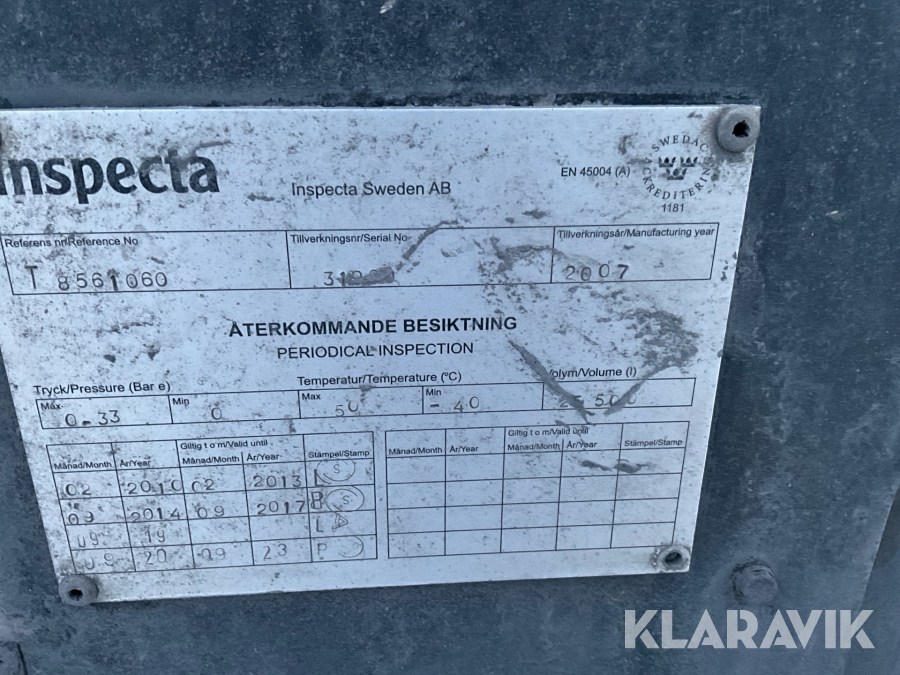 Inspecta
Inspecta Sweden AB
EN 45004 (A)
SWEDAC
ACKREDITERING
1181
Referens nr/Reference No
Tillverkningsnr/Serial No
Tillverkningsår/Manufacturing year
T 8561060
2007
ÅTERKOMMANDE BESIKTNING
PERIODICAL INSPECTION
Tryck/Pressure (Bar e)
Temperatur/Temperature (°C)
Volym/Volume (l)
Max Min Max Min
0.33 0 50 -40
Giltig t o m/Valid until
Giltig t o m/Valid until
Månad/Month År/Year Månad/Month År/Year Stämpel/Stamp
Månad/Month År/Year Månad/Month År/Year Stämpel/Stamp
02 2010 02 2013
09 2014 09 2017
09 19
09 20 09 23
KLARAVIK